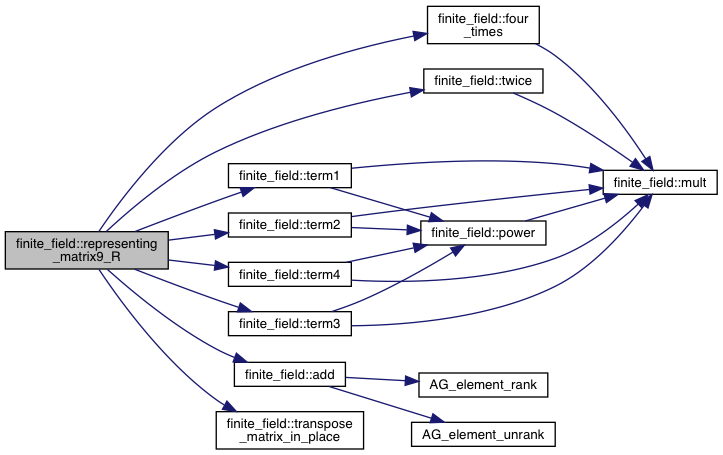 finite_field::four
_times
finite_field::twice
finite_field::term1
finite_field::mult
finite_field::term2
finite_field::power
finite_field::representing
_matrix9_R
finite_field::term4
finite_field::term3
finite_field::add
AG_element_rank
finite_field::transpose
_matrix_in_place
AG_element_unrank